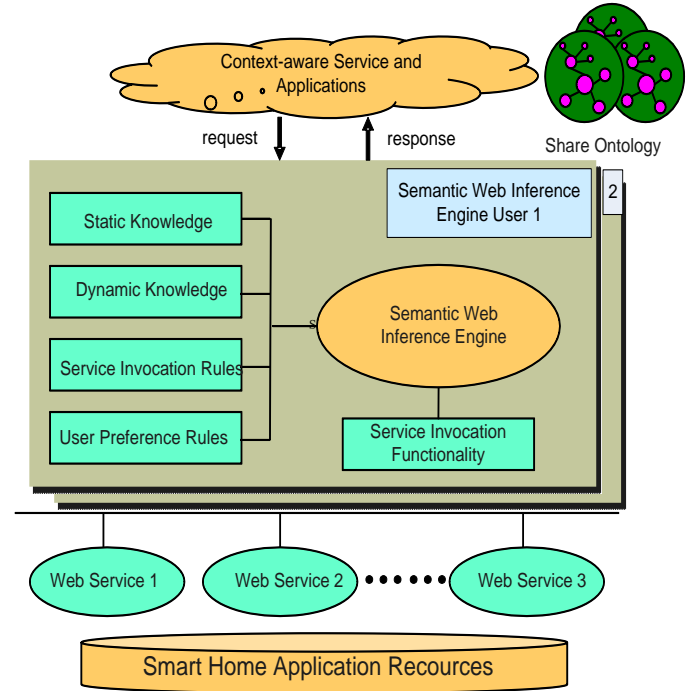 Context-aware Service and
Applications
request
response
Share Ontology
Semantic Web Inference
Engine User 1
2
Static Knowledge
Dynamic Knowledge
Service Invocation Rules
User Preference Rules
s
Semantic Web
Inference Engine
Service Invocation
Functionality
Web Service 1
Web Service 2
Web Service 3
Smart Home Application Recources